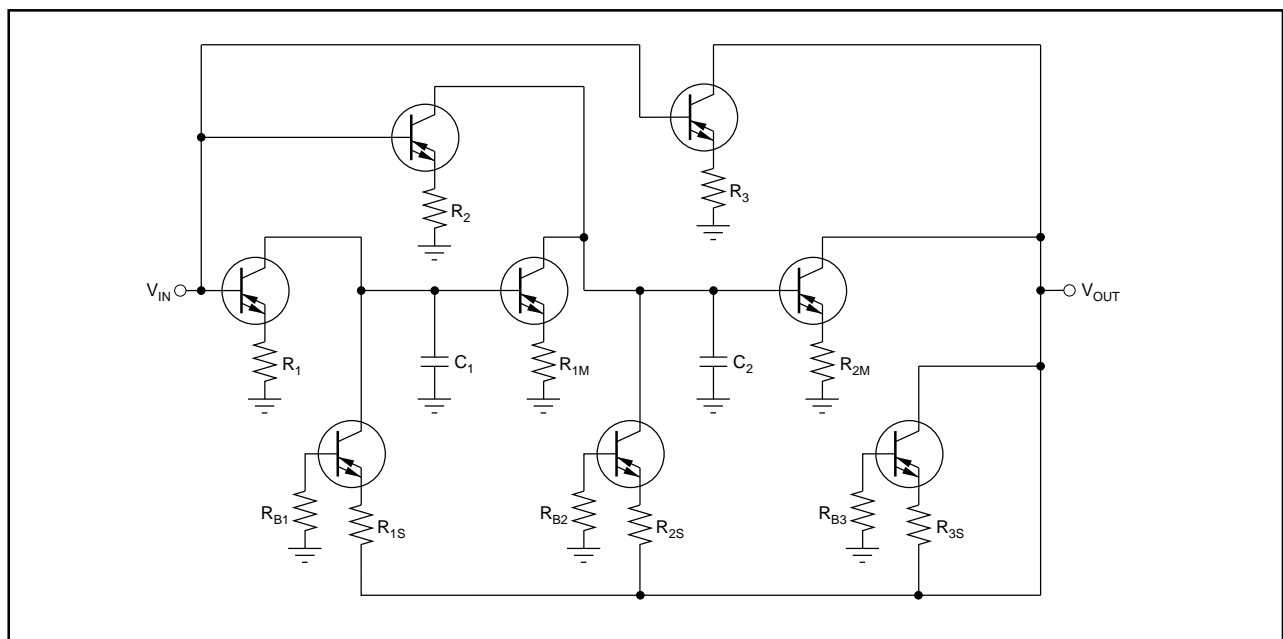 R3
R2
VIN
VOUT
R1
C1
R1M
C2
R2M
RB1
R1S
RB2
R2S
RB3
R3S